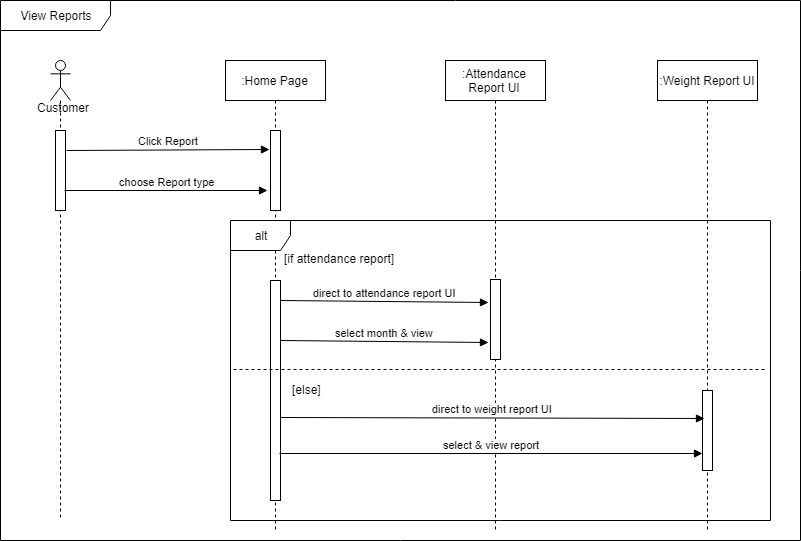 View Reports
Customer
:Home Page
:Attendance
Report UI
:Weight Report UI
Click Report
choose Report type
alt
[if attendance report]
direct to attendance report UI
select month & view
[else]
direct to weight report UI
select & view report